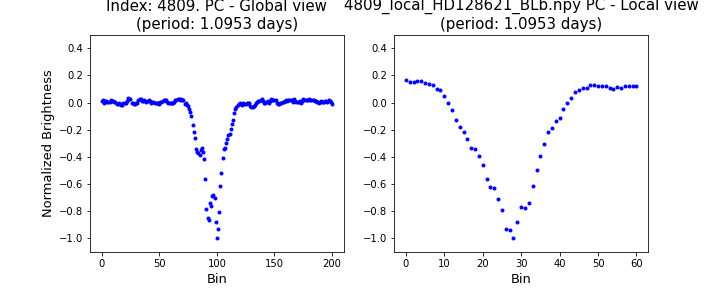 Index: 4809. PC - Global view
(period: 1.0953 days)
4809_local_HD128621_BLb.npy PC - Local view
(period: 1.0953 days)
Normalized Brightness
0.4
0.2
0.0
−0.2
−0.4
−0.6
−0.8
−1.0
0 50 100 150 200
Bin
0.4
0.2
0.0
−0.2
−0.4
−0.6
−0.8
−1.0
0 10 20 30 40 50 60
Bin